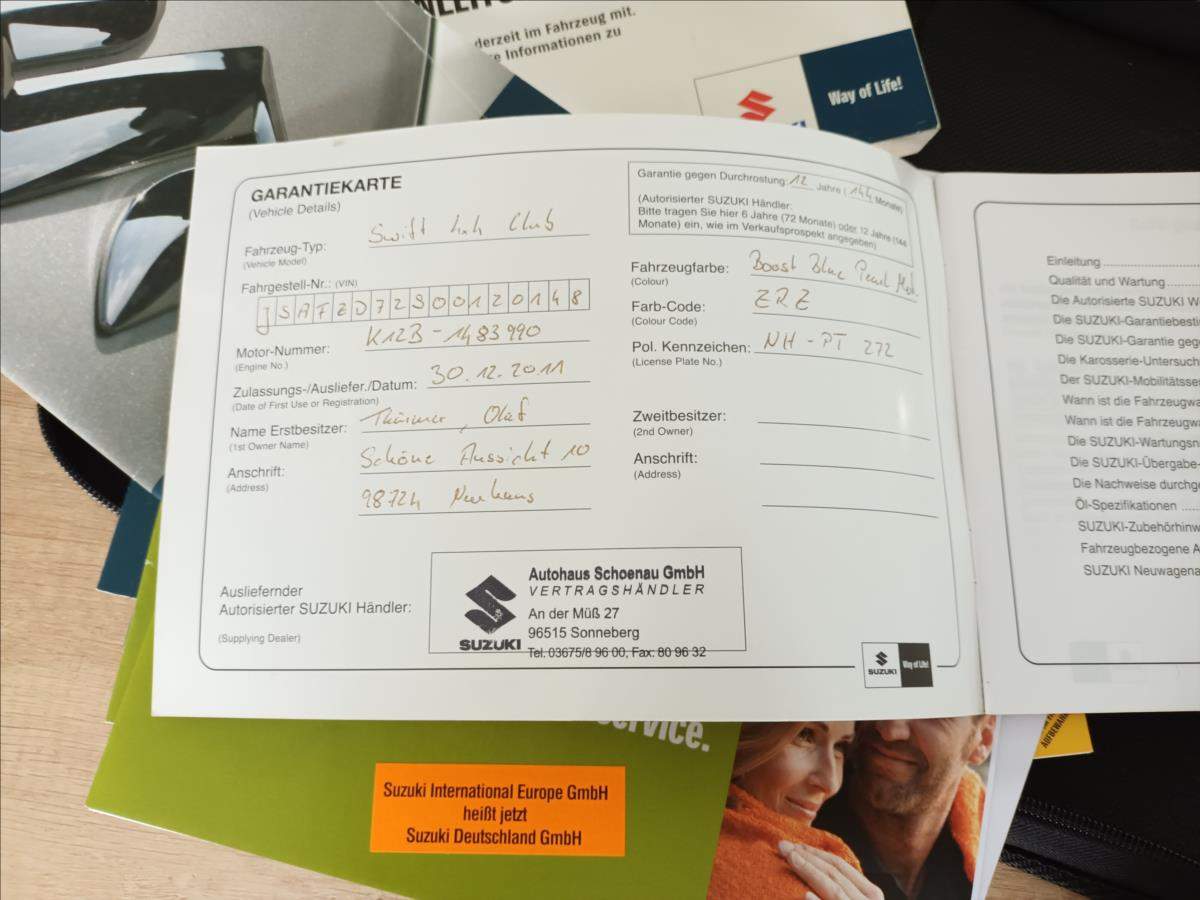 derzeit im Fahrzeug mit.
e Informationen zu
Way of Life!
GARANTIEKARTE
(Vehicle Details)
Fahrzeug-Typ: Swift 4x4 Club
(Vehicle Model)
Fahrgestell-Nr.: (VIN)
JSAFZD72S00120148
Motor-Nummer: K12B-1483990
(Engine No.)
Zulassungs-/Ausliefer./Datum: 30.12.2011
(Date of First Use or Registration)
Name Erstbesitzer: Thürmer, Olaf
(1st Owner Name)
Anschrift: Schöne Aussicht 10
(Address)
98724 Neuhaus
Garantie gegen Durchrostung: 12 Jahre (144 Monate)
(Autorisierter SUZUKI Händler:
Bitte tragen Sie hier 6 Jahre (72 Monate) oder 12 Jahre (144
Monate) ein, wie im Verkaufsprospekt angegeben)
Fahrzeugfarbe: Boost Blue Pearl Met.
(Colour)
Farb-Code: ZRZ
(Colour Code)
Pol. Kennzeichen: NH-PT 272
(License Plate No.)
Zweitbesitzer:
(2nd Owner)
Anschrift:
(Address)
Ausliefernder
Autorisierter SUZUKI Händler:
(Supplying Dealer)
SUZUKI
Autohaus Schoenau GmbH
VERTRAGSHÄNDLER
An der Müß 27
96515 Sonneberg
Tel. 03675/8 96 00, Fax: 80 96 32
SUZUKI Way of Life!
Einleitung
Qualität und Wartung
Die Autorisierte SUZUKI W
Die SUZUKI-Garantiebesti
Die SUZUKI-Garantie geg
Die Karosserie-Untersuch
Der SUZUKI-Mobilitätsse
Wann ist die Fahrzeugwa
Wann ist die Fahrzeugwa
Die SUZUKI-Wartungsn
Die SUZUKI-Übergabe-
Die Nachweise durchge
Öl-Spezifikationen
SUZUKI-Zubehörhinw
Fahrzeugbezogene A
SUZUKI Neuwagena
service.
Suzuki International Europe GmbH
heißt jetzt
Suzuki Deutschland GmbH